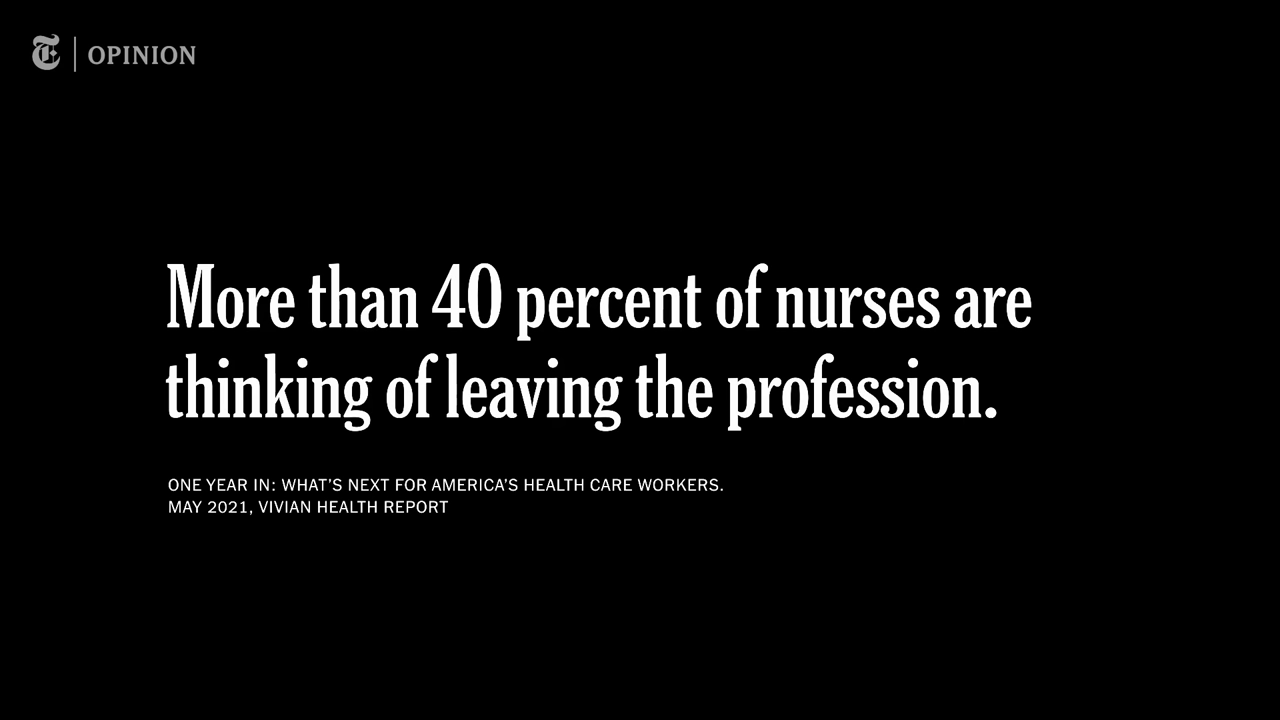 T | OPINION
More than 40 percent of nurses are
thinking of leaving the profession.
ONE YEAR IN: WHAT'S NEXT FOR AMERICA'S HEALTH CARE WORKERS.
MAY 2021, VIVIAN HEALTH REPORT